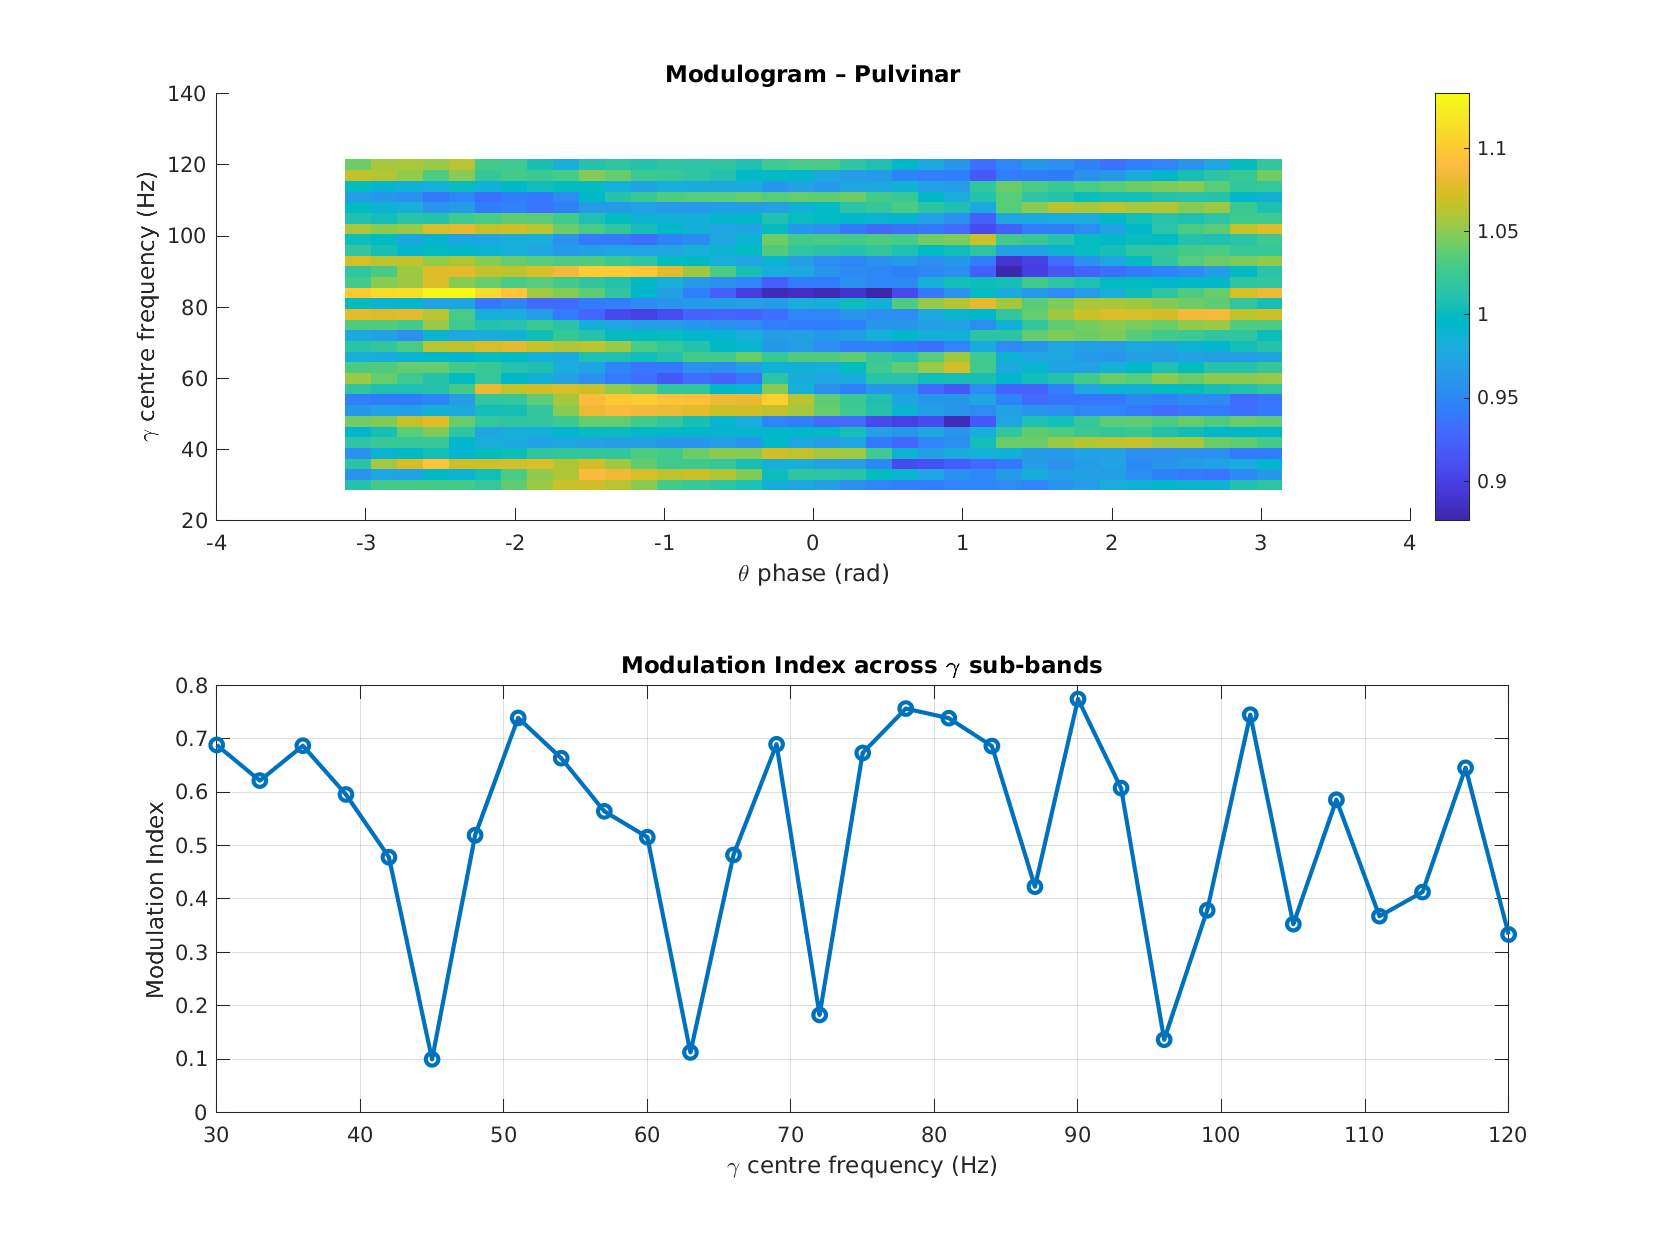 Modulogram – Pulvinar
γ centre frequency (Hz)
140
120
100
80
60
40
20
-4 -3 -2 -1 0 1 2 3 4
θ phase (rad)
1.1
1.05
1
0.95
0.9
Modulation Index across γ sub-bands
Modulation Index
0.8
0.7
0.6
0.5
0.4
0.3
0.2
0.1
0
30 40 50 60 70 80 90 100 110 120
γ centre frequency (Hz)